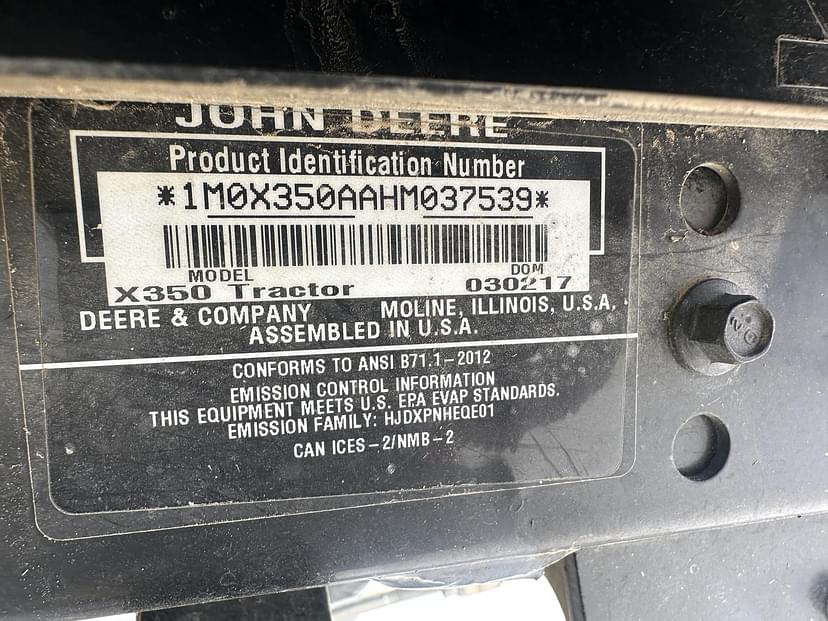 JOHN DEERE
Product Identification Number
*1M0X350AAHM037539*
MODEL DOM
X350 Tractor 030217
DEERE & COMPANY MOLINE, ILLINOIS, U.S.A.
ASSEMBLED IN U.S.A.
CONFORMS TO ANSI B71.1-2012
EMISSION CONTROL INFORMATION
THIS EQUIPMENT MEETS U.S. EPA EVAP STANDARDS.
EMISSION FAMILY: HJDXPNHEQE01
CAN ICES-2/NMB-2